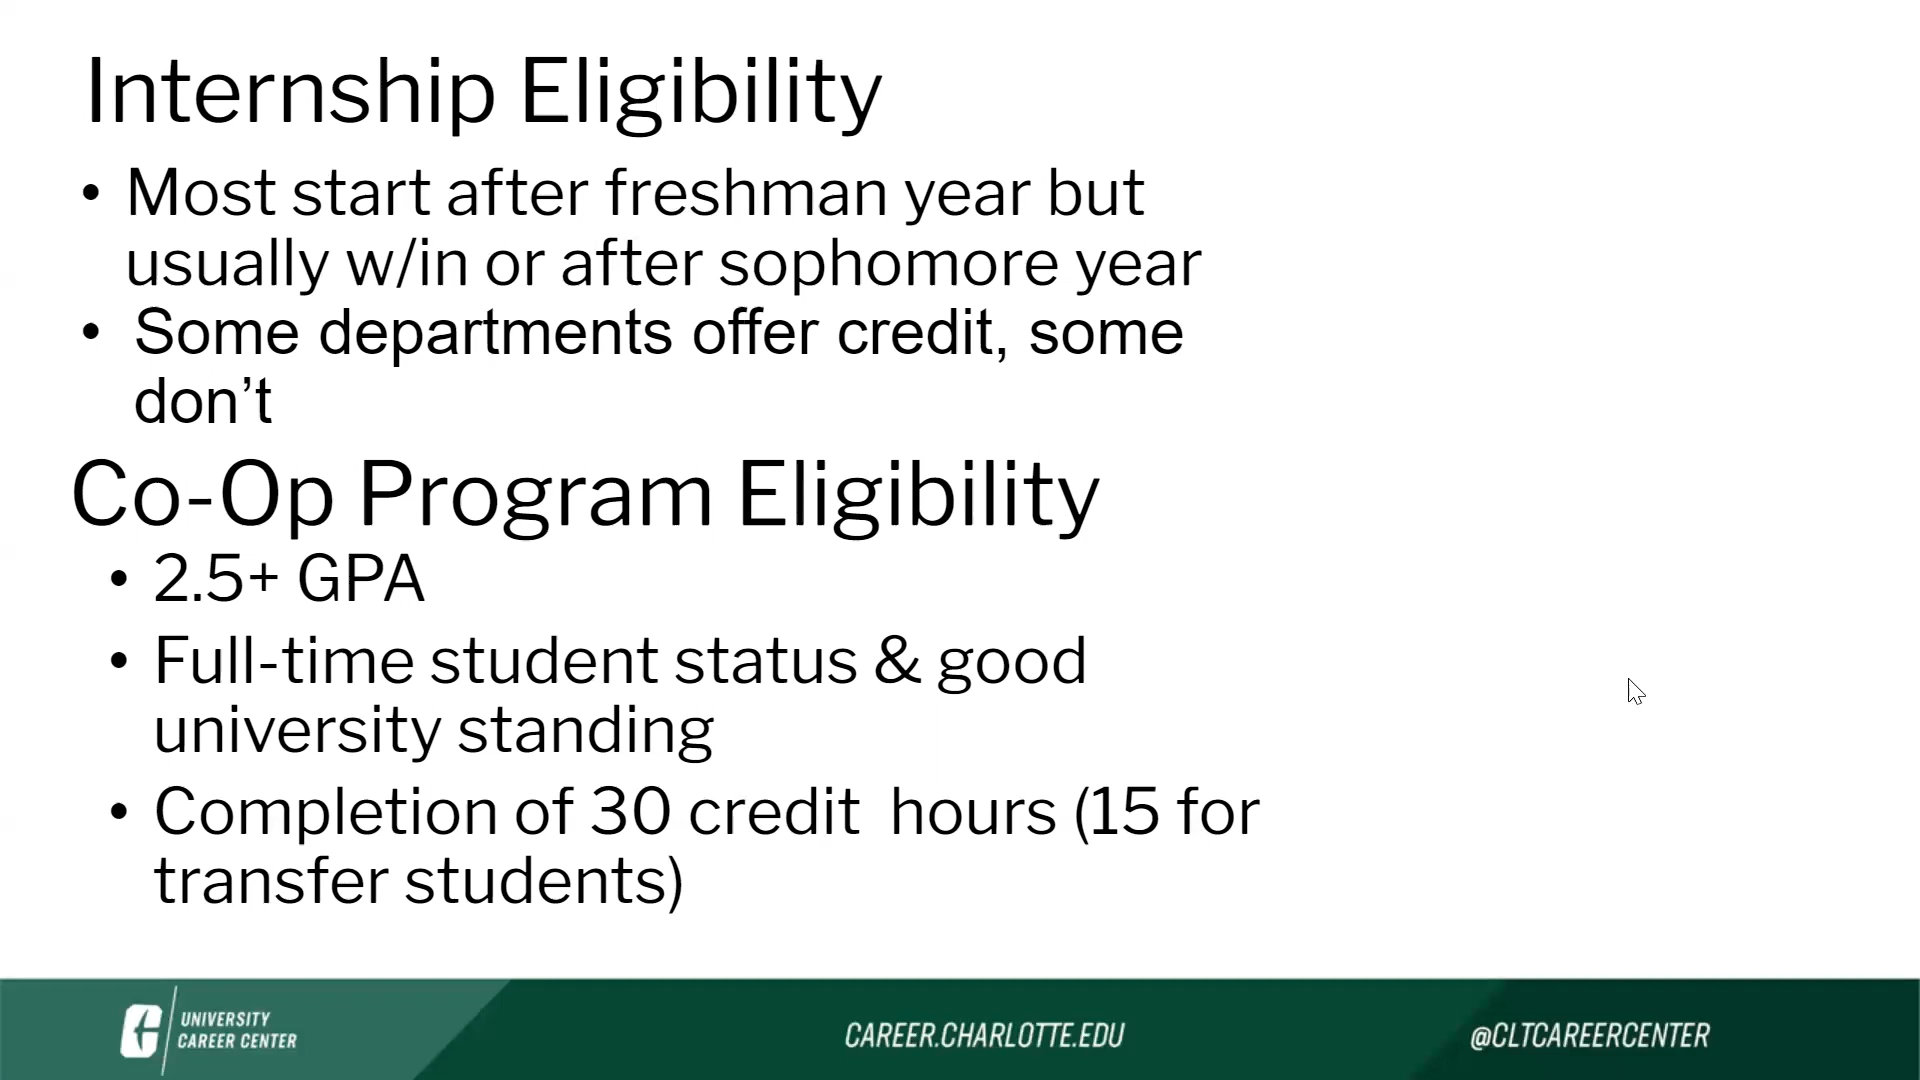 Internship Eligibility
• Most start after freshman year but
usually w/in or after sophomore year
• Some departments offer credit, some
don’t
Co-Op Program Eligibility
• 2.5+ GPA
• Full-time student status & good
university standing
• Completion of 30 credit  hours (15 for
transfer students)
UNIVERSITY
CAREER CENTER
CAREER.CHARLOTTE.EDU
@CLTCAREERCENTER